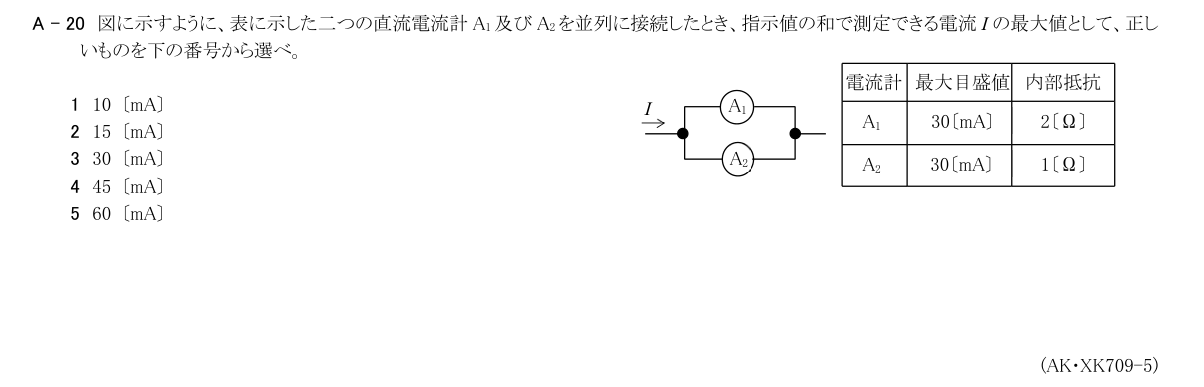 A－20 図に示すように、表に示した二つの直流電流計 A₁ 及び A₂ を並列に接続したとき、指示値の和で測定できる電流 I の最大値として、正し
いものを下の番号から選べ。
1 10 〔mA〕
2 15 〔mA〕
3 30 〔mA〕
4 45 〔mA〕
5 60 〔mA〕
I
A₁
A₂
電流計 最大目盛値 内部抵抗
A₁ 30〔mA〕 2〔Ω〕
A₂ 30〔mA〕 1〔Ω〕
(AK・XK709-5)